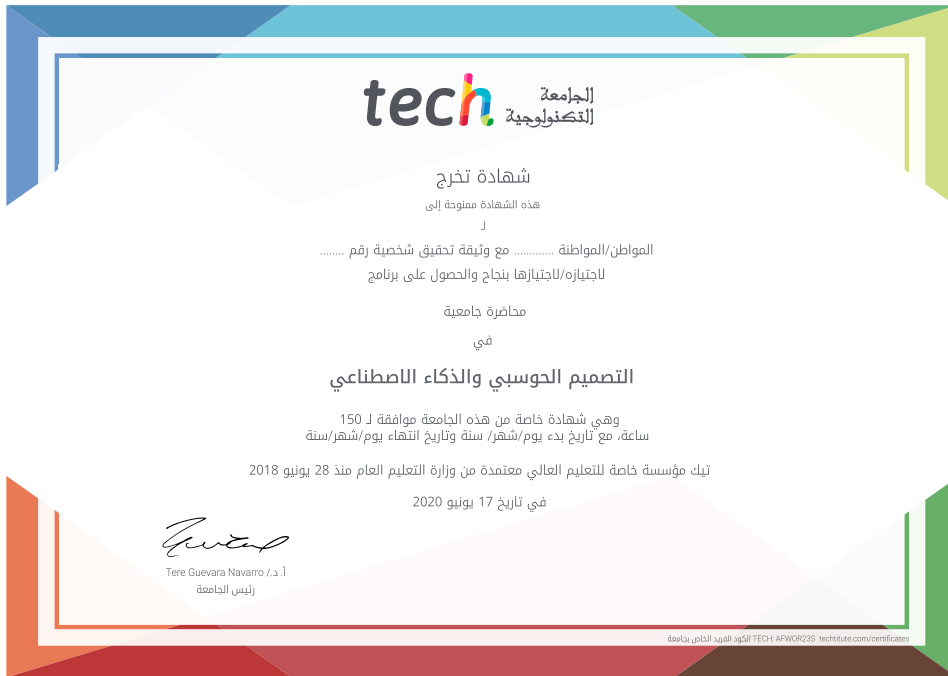 tech الجامعة
التكنولوجية
شهادة تخرج
هذه الشهادة ممنوحة إلى
لـ
المواطن/المواطنة ............ مع وثيقة تحقيق شخصية رقم ........
لاجتيازه/لاجتيازها بنجاح والحصول على برنامج
محاضرة جامعية
في
التصميم الحوسبي والذكاء الاصطناعي
وهي شهادة خاصة من هذه الجامعة موافقة لـ 150
ساعة، مع تاريخ بدء يوم/شهر/ سنة وتاريخ انتهاء يوم/شهر/سنة
تيك مؤسسة خاصة للتعليم العالي معتمدة من وزارة التعليم العام منذ 28 يونيو 2018
في تاريخ 17 يونيو 2020
أ. د./ Tere Guevara Navarro
رئيس الجامعة
الكود الفريد الخاص بجامعة TECH: AFWOR23S techtitute.com/certificates